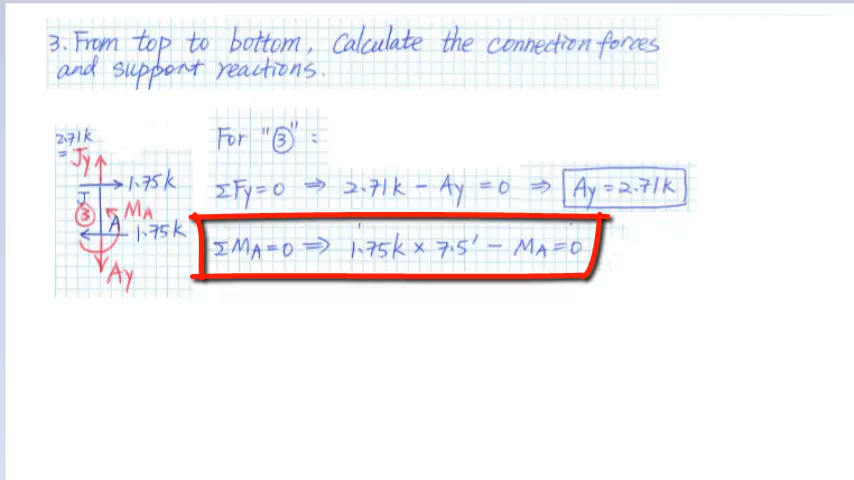 3. From top to bottom, Calculate the connection forces
and support reactions.
2.71k
= Jy
1.75k
J
③
MA
A
1.75k
Ay
For "③" :
ΣFy=0 ⇒ 2.71k - Ay = 0 ⇒ Ay = 2.71k
ΣMA=0 ⇒ 1.75k × 7.5' - MA = 0